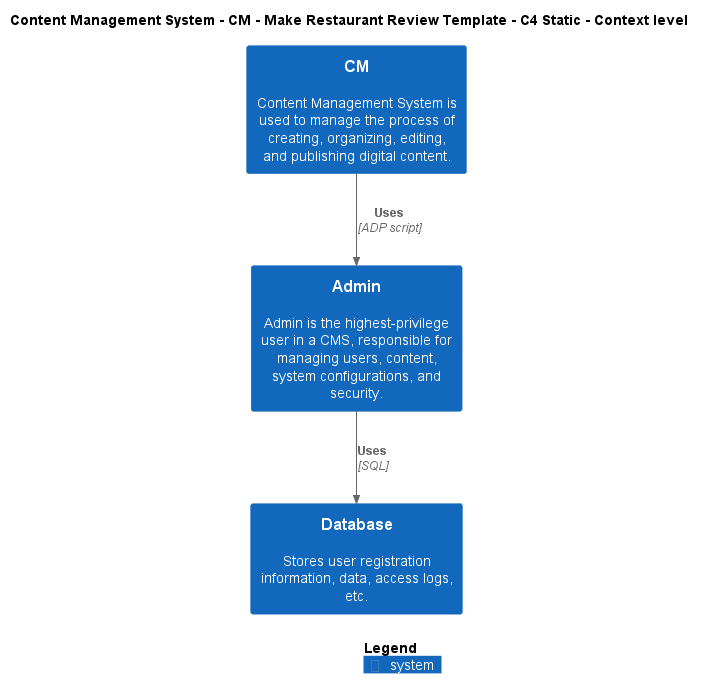 Content Management System - CM - Make Restaurant Review Template - C4 Static - Context level
CM
Content Management System is
used to manage the process of
creating, organizing, editing,
and publishing digital content.
Uses
[ADP script]
Admin
Admin is the highest-privilege
user in a CMS, responsible for
managing users, content,
system configurations, and
security.
Uses
[SQL]
Database
Stores user registration
information, data, access logs,
etc.
Legend
system